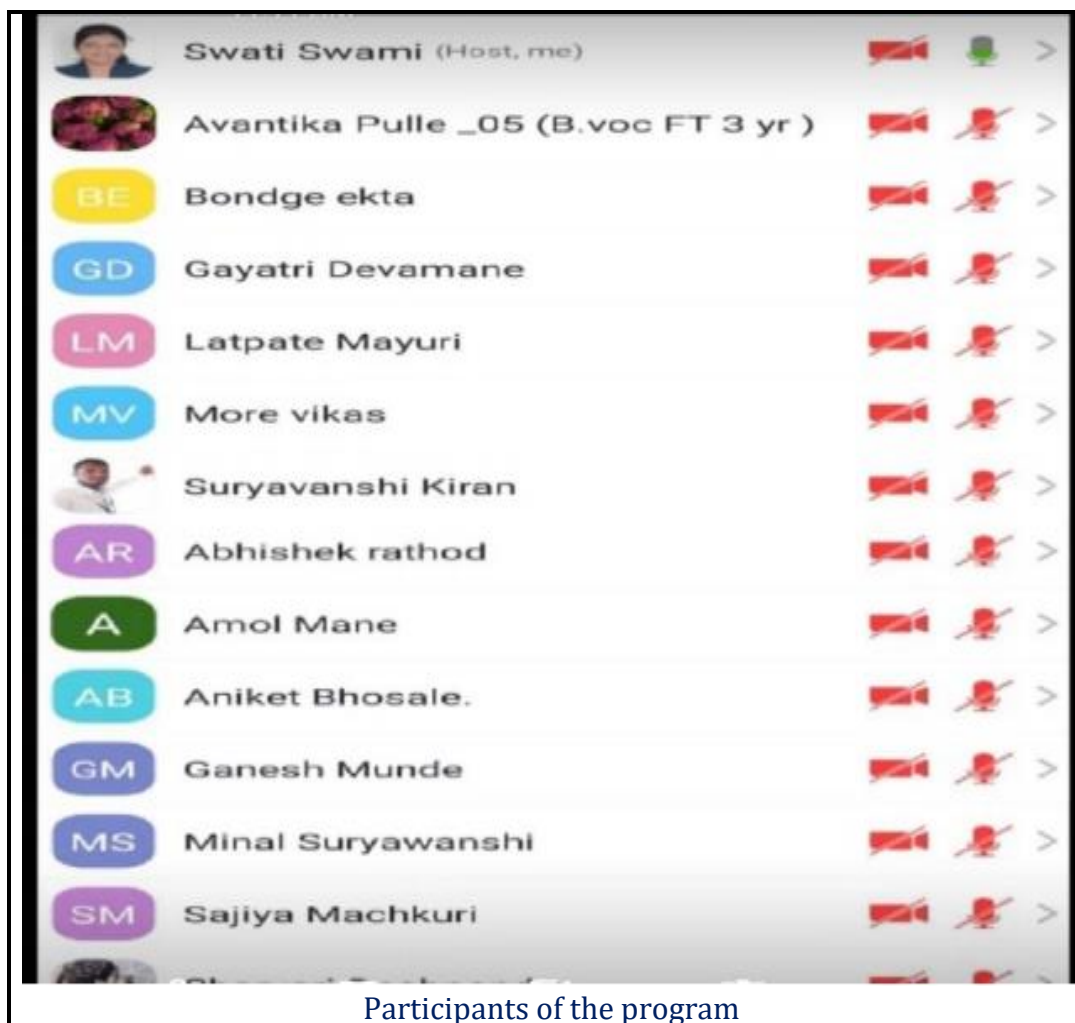 Swati Swami (Host, me)
Avantika Pulle _05 (B.voc FT 3 yr )
BE Bondge ekta
GD Gayatri Devamane
LM Latpate Mayuri
MV More vikas
Suryavanshi Kiran
AR Abhishek rathod
A Amol Mane
AB Aniket Bhosale.
GM Ganesh Munde
MS Minal Suryawanshi
SM Sajiya Machkuri
Participants of the program